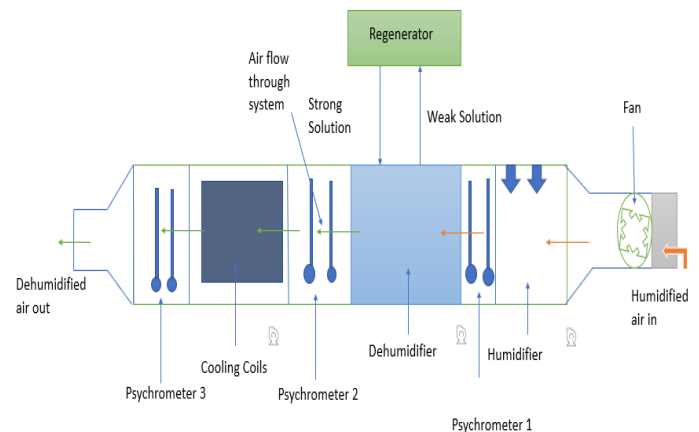 Regenerator
Air flow
through
system
Strong
Solution
Weak Solution
Fan
Dehumidified
air out
Humidified
air in
Cooling Coils
Dehumidifier
Humidifier
Psychrometer 3
Psychrometer 2
Psychrometer 1